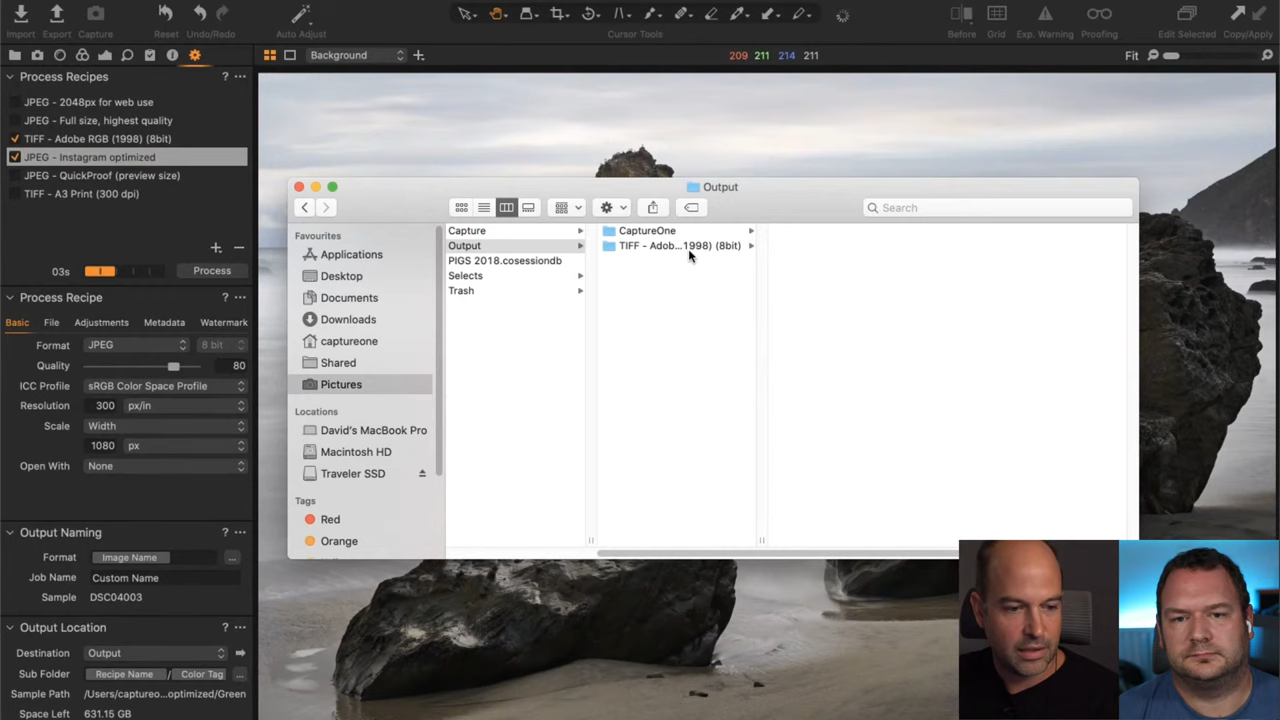 Import
Export
Capture
Reset
Undo/Redo
Auto Adjust
Cursor Tools
Before
Grid
Exp. Warning
Proofing
Edit Selected
Copy/Apply
Background
209 211 214 211
Fit
Process Recipes
? ...
JPEG - 2048px for web use
JPEG - Full size, highest quality
TIFF - Adobe RGB (1998) (8bit)
JPEG - Instagram optimized
JPEG - QuickProof (preview size)
TIFF - A3 Print (300 dpi)
03s
Process
Process Recipe
? ...
Basic File Adjustments Metadata Watermark
Format JPEG 8 bit
Quality 80
ICC Profile sRGB Color Space Profile
Resolution 300 px/in
Scale Width
1080 px
Open With None
Output Naming
? ...
Format Image Name ...
Job Name Custom Name
Sample DSC04003
Output Location
? ...
Destination Output
Sub Folder Recipe Name / Color Tag ...
Sample Path /Users/captureo...optimized/Green
Space Left 631.15 GB
Output
Search
Favourites
Applications
Desktop
Documents
Downloads
captureone
Shared
Pictures
Locations
David's MacBook Pro
Macintosh HD
Traveler SSD
Tags
Red
Orange
Capture
Output
PIGS 2018.cosessiondb
Selects
Trash
CaptureOne
TIFF - Adob...1998) (8bit)